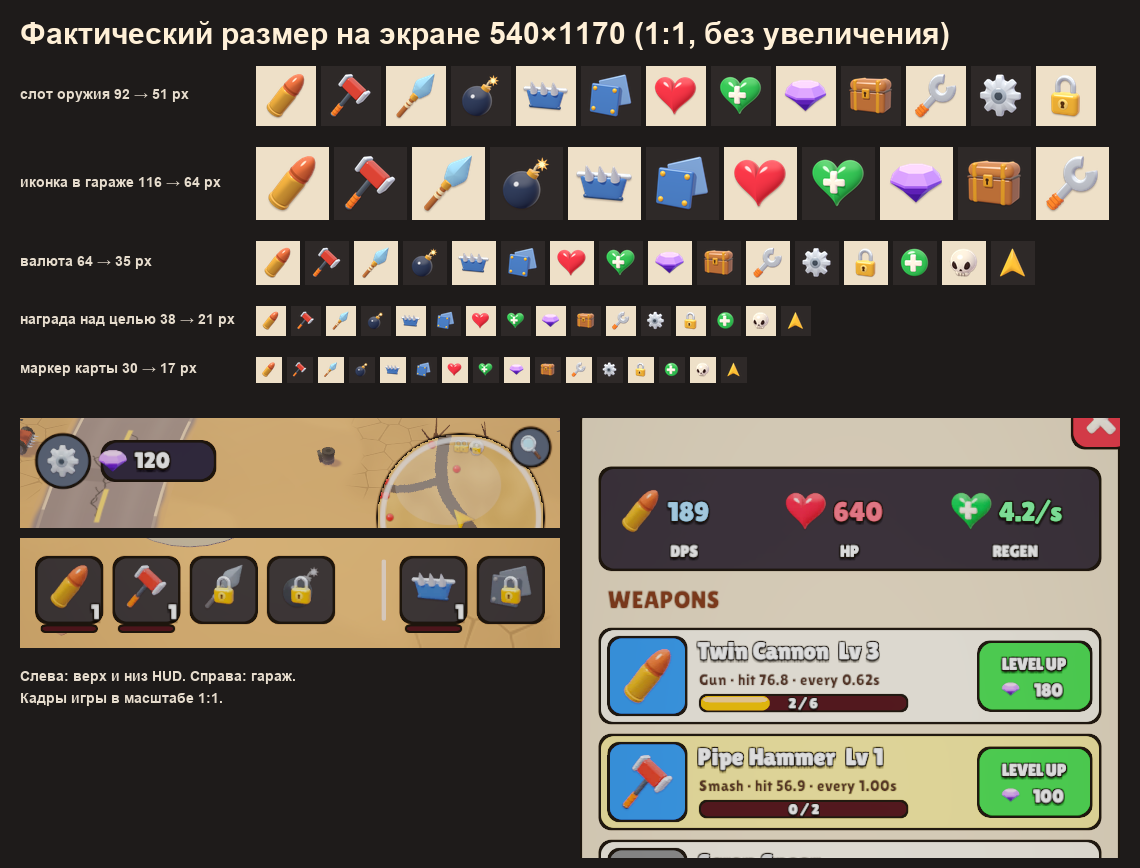 Фактический размер на экране 540×1170 (1:1, без увеличения)
слот оружия 92 → 51 px
иконка в гараже 116 → 64 px
валюта 64 → 35 px
награда над целью 38 → 21 px
маркер карты 30 → 17 px
120
1
1
1
Слева: верх и низ HUD. Справа: гараж.
Кадры игры в масштабе 1:1.
189
640
4.2/s
DPS
HP
REGEN
WEAPONS
Twin Cannon Lv 3
Gun · hit 76.8 · every 0.62s
2/6
LEVEL UP
180
Pipe Hammer Lv 1
Smash · hit 56.9 · every 1.00s
0/2
LEVEL UP
100